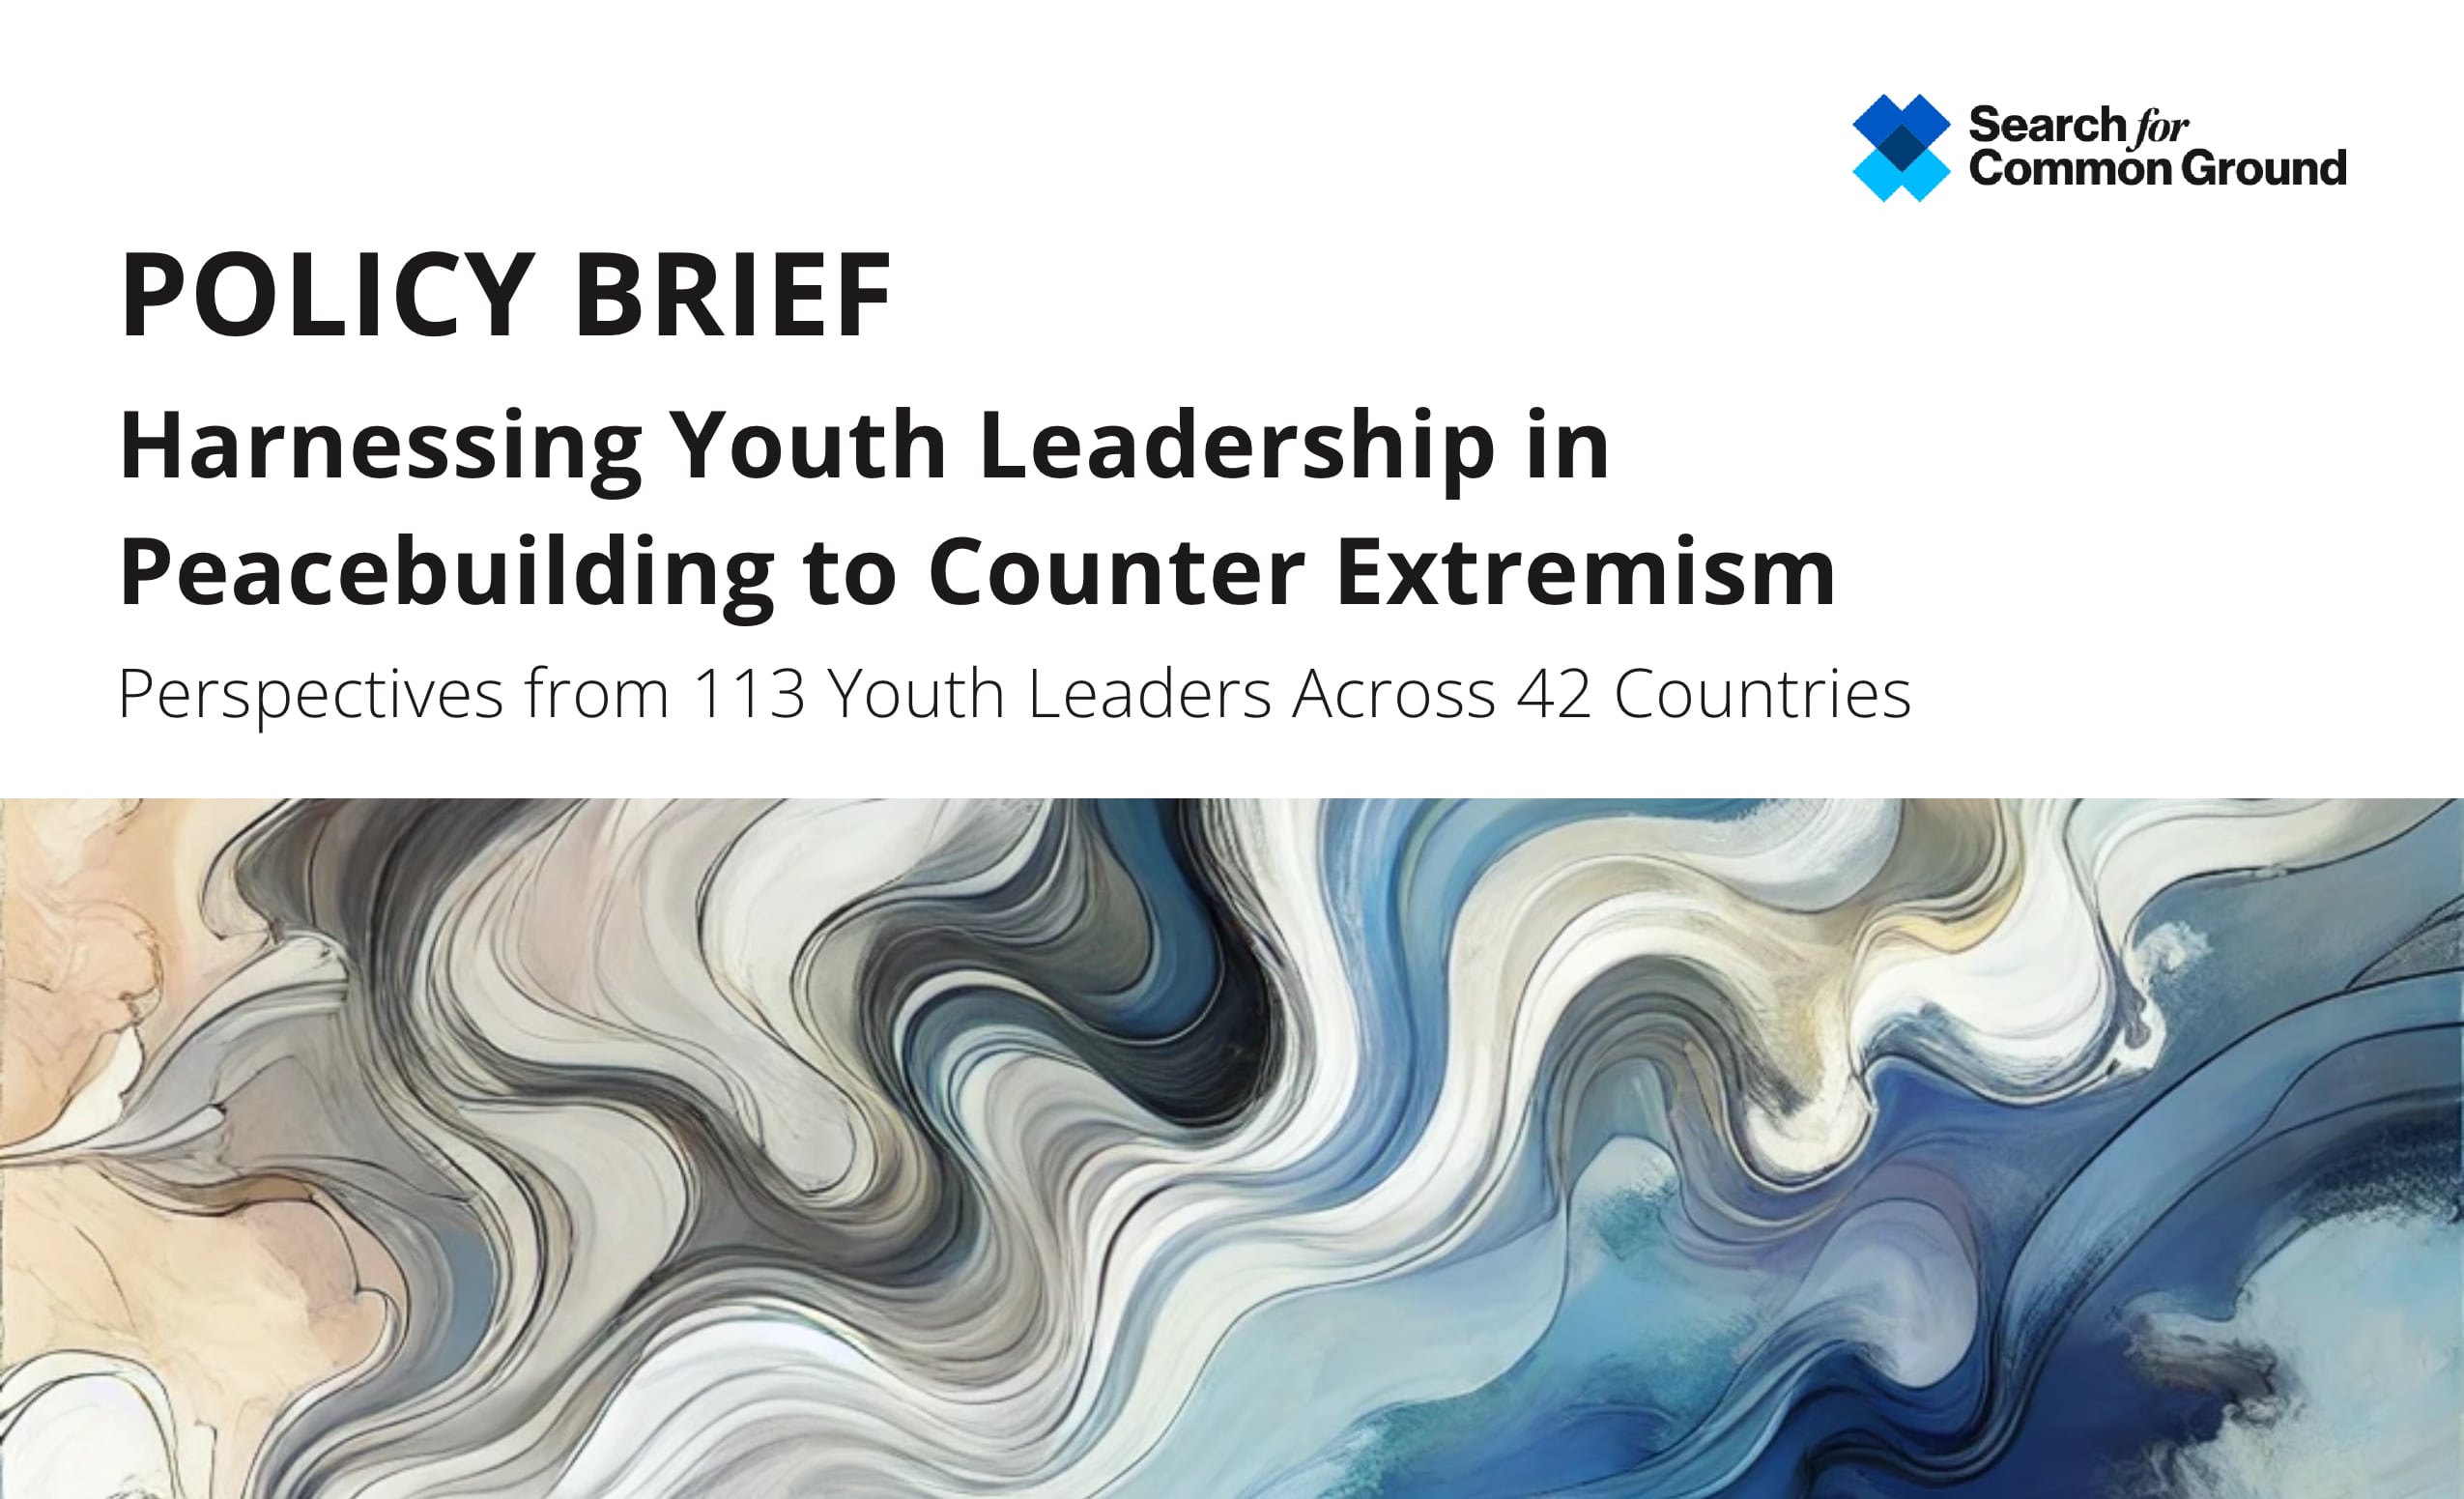 Search for
Common Ground
POLICY BRIEF
Harnessing Youth Leadership in
Peacebuilding to Counter Extremism
Perspectives from 113 Youth Leaders Across 42 Countries